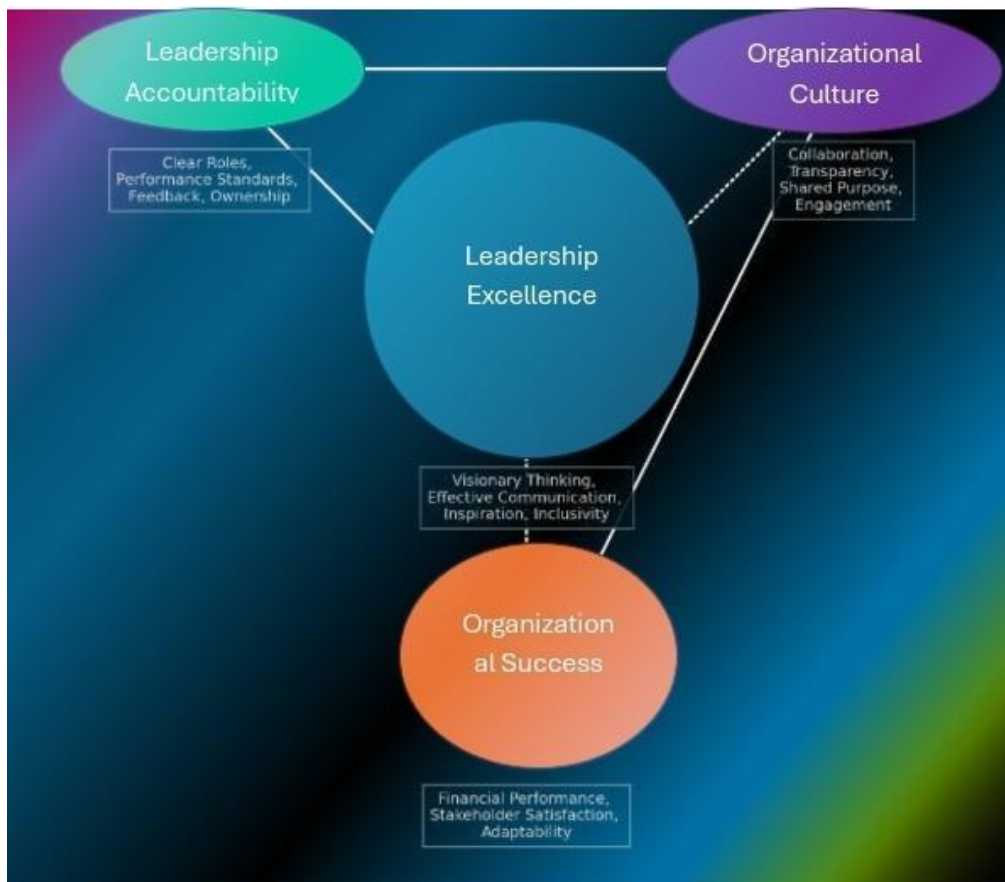 Leadership
Accountability
Organizational
Culture
Clear Roles,
Performance Standards,
Feedback, Ownership
Collaboration,
Transparency,
Shared Purpose,
Engagement
Leadership
Excellence
Visionary Thinking,
Effective Communication,
Inspiration, Inclusivity
Organization
al Success
Financial Performance,
Stakeholder Satisfaction,
Adaptability